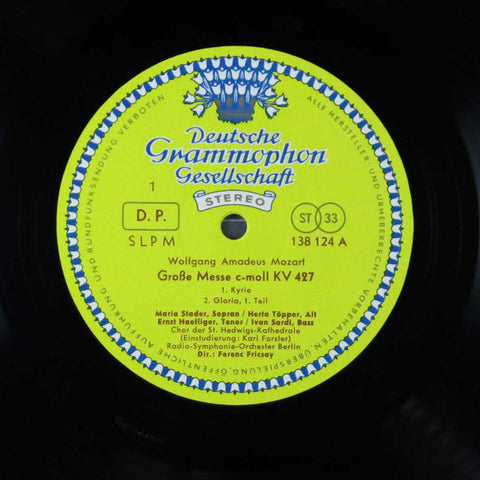 Deutsche
Grammophon
Gesellschaft
STEREO
1
D. P.
SLPM
ST 33
138 124 A
Wolfgang Amadeus Mozart
Große Messe c-moll KV 427
1. Kyrie
2. Gloria, 1. Teil
Maria Stader, Sopran / Herta Töpper, Alt
Ernst Haefliger, Tenor / Ivan Sardi, Bass
Chor der St. Hedwigs-Kathedrale
(Einstudierung: Karl Forster)
Radio-Symphonie-Orchester Berlin
Dir.: Ferenc Fricsay
ALLE HERSTELLER- UND URHEBERRECHTE VORBEHALTEN. ÜBERSPIELUNG, ÖFFENTLICHE AUFFÜHRUNG UND RUNDFUNKSENDUNG VERBOTEN